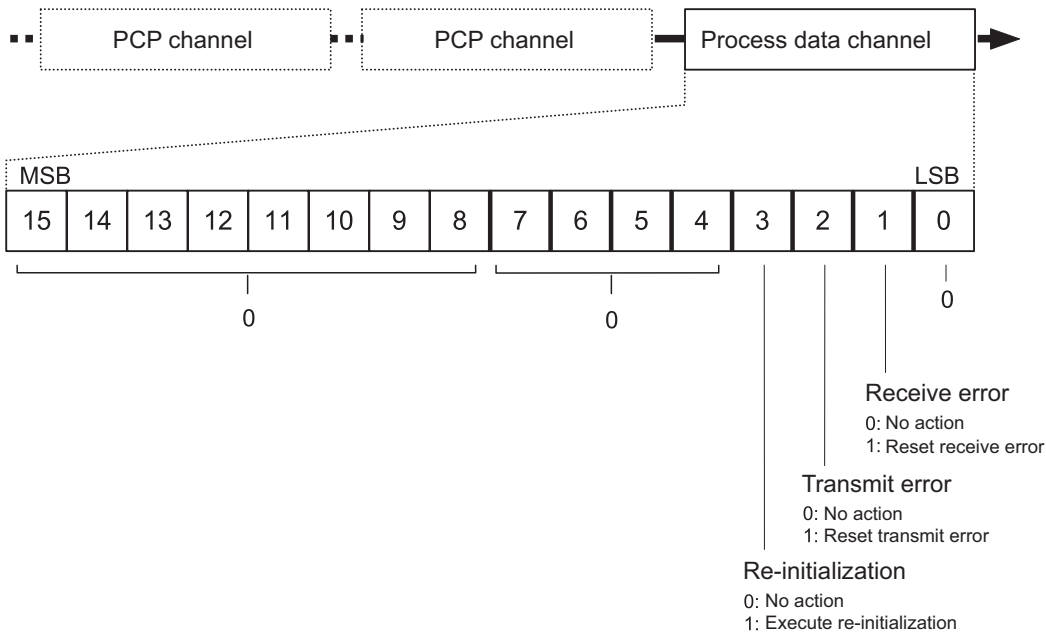 PCP channel PCP channel Process data channel
MSB LSB
15 14 13 12 11 10 9 8 7 6 5 4 3 2 1 0
0 0 0
Receive error
0: No action
1: Reset receive error
Transmit error
0: No action
1: Reset transmit error
Re-initialization
0: No action
1: Execute re-initialization